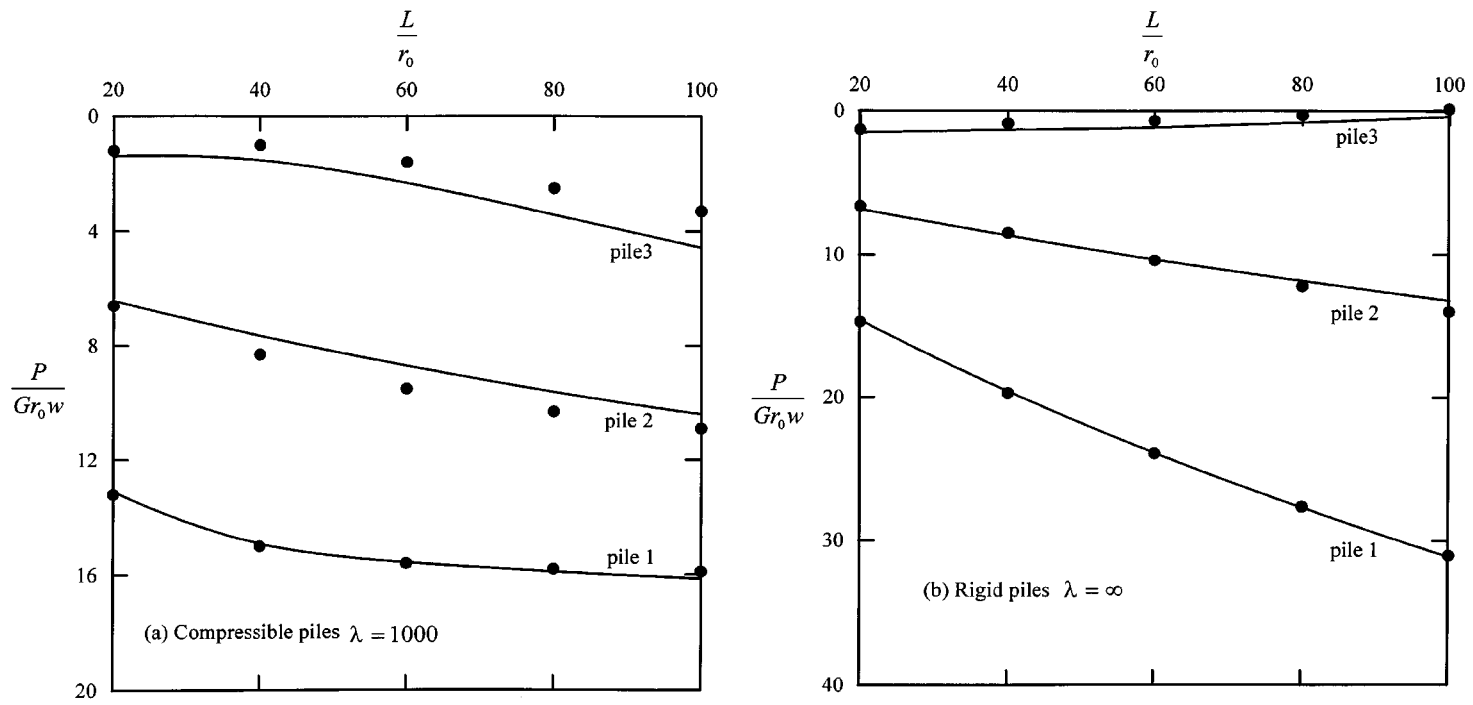 L
r₀
20 40 60 80 100
0
4
8
12
16
20
P
Gr₀w
pile3
pile 2
pile 1
(a) Compressible piles λ = 1000
L
r₀
20 40 60 80 100
0
10
20
30
40
P
Gr₀w
pile3
pile 2
pile 1
(b) Rigid piles λ = ∞